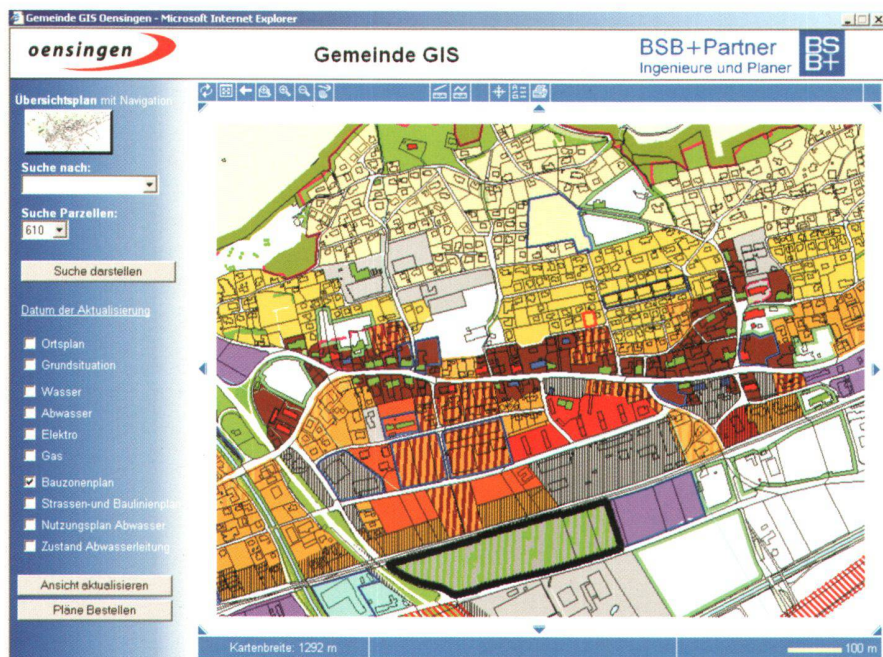 Gemeinde GIS Oensingen - Microsoft Internet Explorer
oensingen
Gemeinde GIS
BSB+Partner
Ingenieure und Planer
BS
B+
Übersichtsplan mit Navigation
Suche nach:
Suche Parzellen:
610
Suche darstellen
Datum der Aktualisierung
Ortsplan
Grundsituation
Wasser
Abwasser
Elektro
Gas
Bauzonenplan
Strassen-und Baulinienplan
Nutzungsplan Abwasser
Zustand Abwasserleitung
Ansicht aktualisieren
Pläne Bestellen
Kartenbreite: 1292 m
100 m